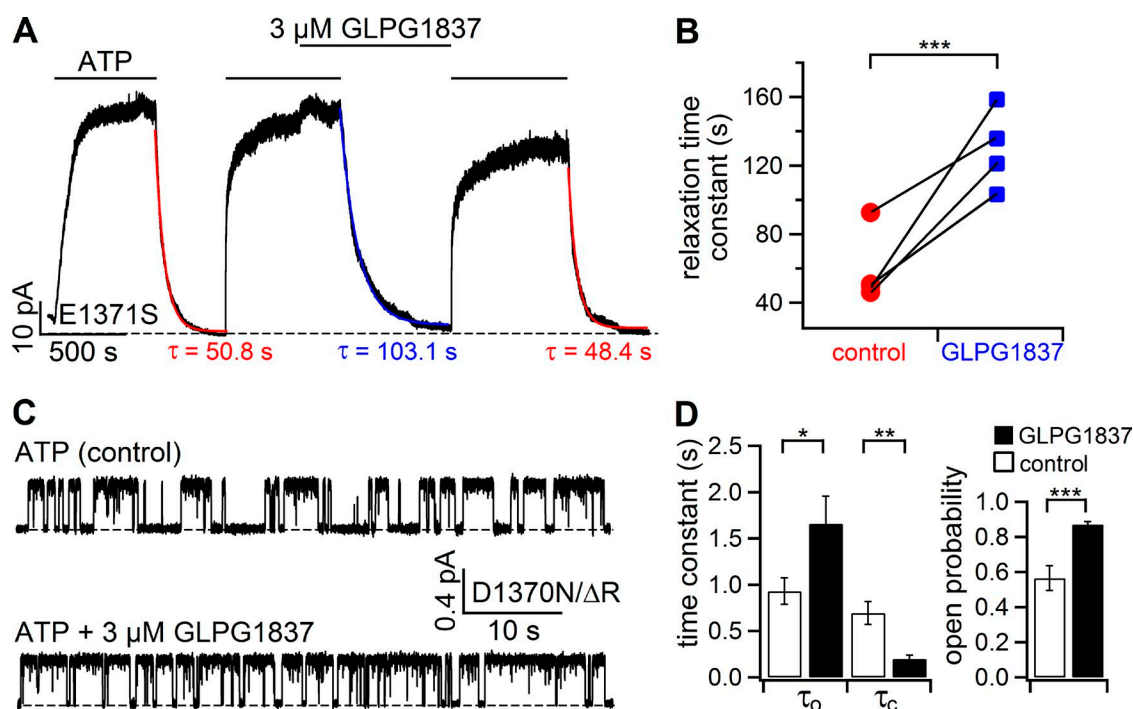 A
3 μM GLPG1837
ATP
10 pA
E1371S
500 s
τ = 50.8 s
τ = 103.1 s
τ = 48.4 s
B
***
relaxation time
constant (s)
160
120
80
40
control
GLPG1837
C
ATP (control)
0.4 pA
D1370N/ΔR
10 s
ATP + 3 μM GLPG1837
D
time constant (s)
2.5
2.0
1.5
1.0
0.5
0.0
*
**
τo
τc
GLPG1837
control
open probability
1.0
0.8
0.6
0.4
0.2
0.0
***